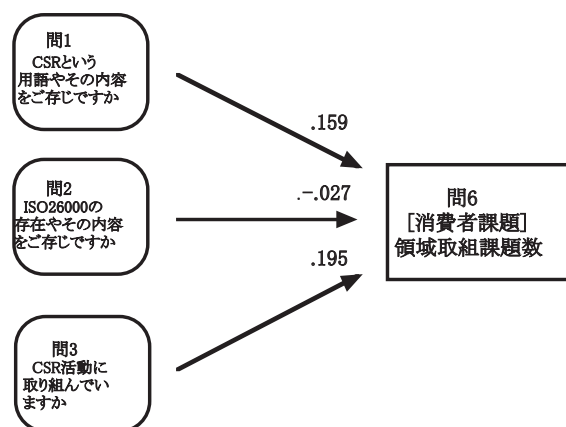 問1
CSRという
用語やその内容
をご存じですか
.159
問2
ISO26000の
存在やその内容
をご存じですか
.-.027
問6
[消費者課題]
領域取組課題数
.195
問3
CSR活動に
取り組んでい
ますか